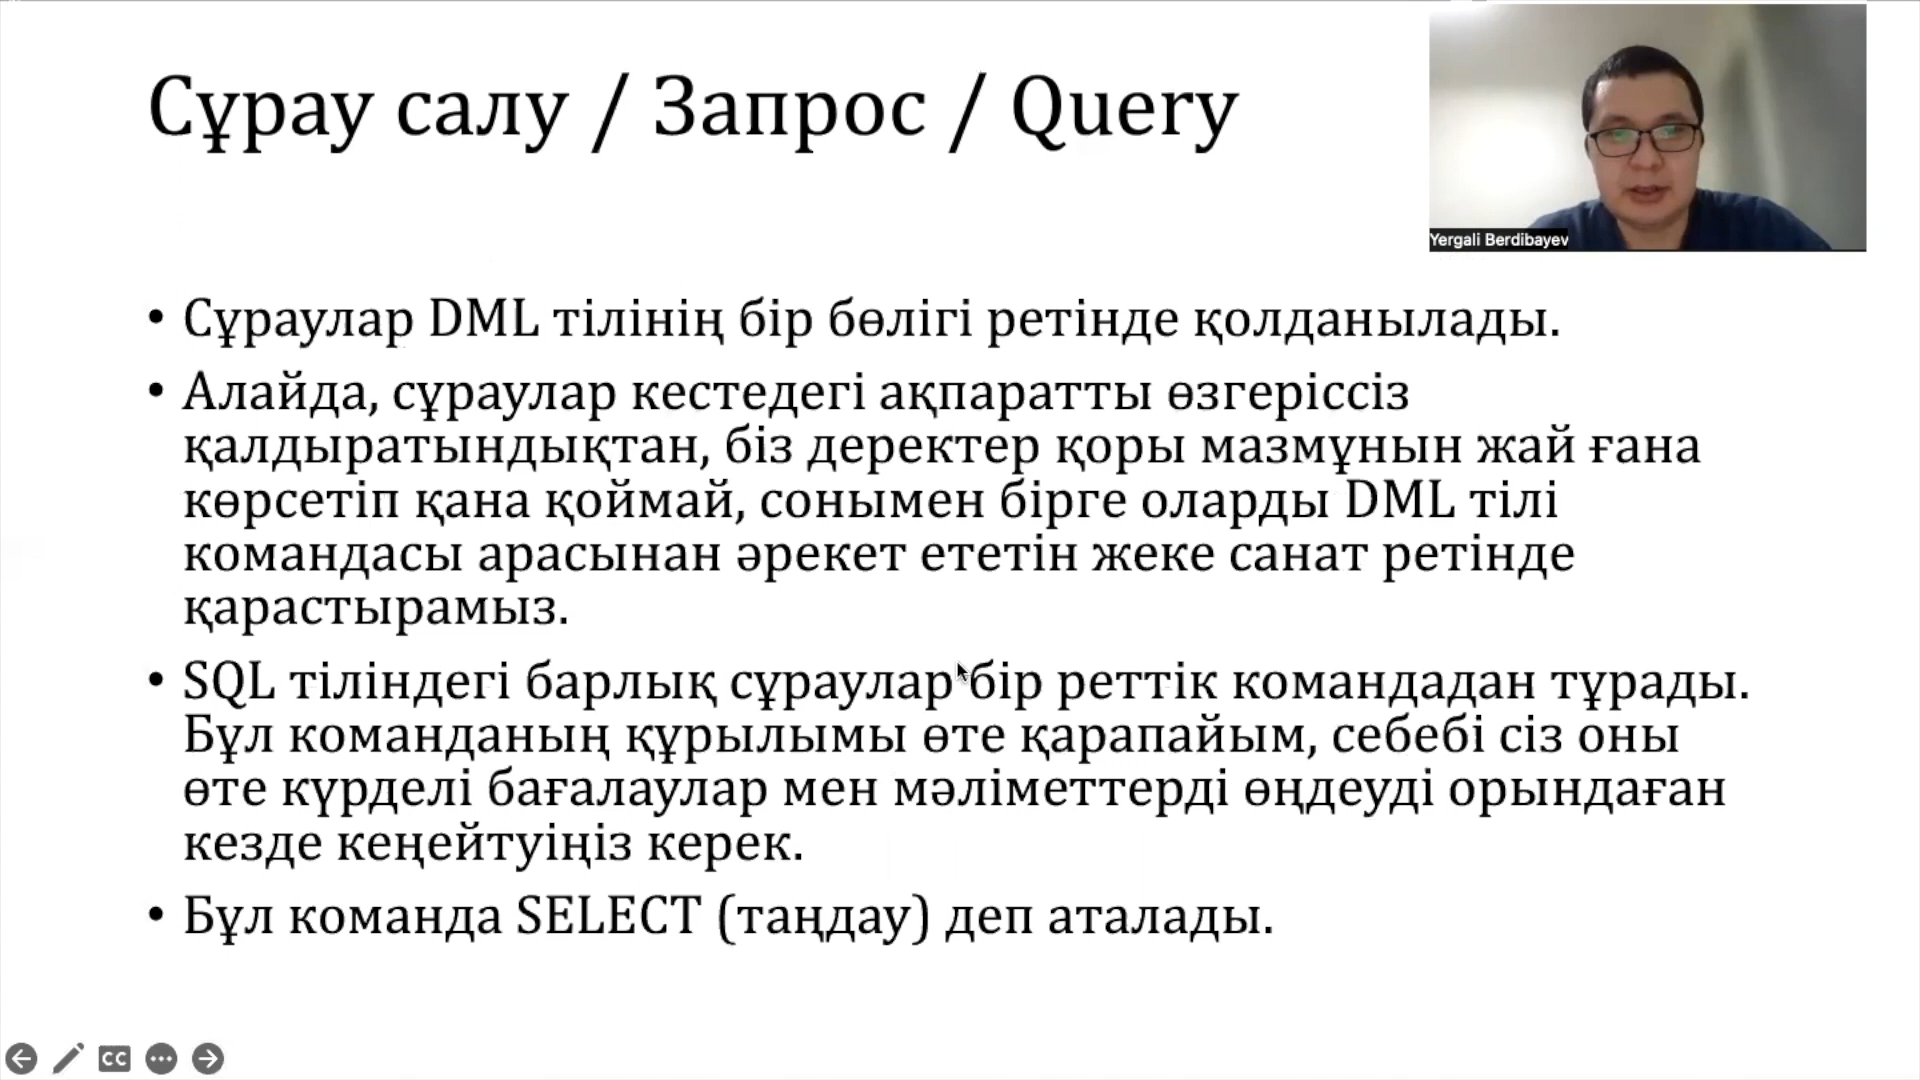 Сұрау салу / Запрос / Query
Yergali Berdibayev
• Сұраулар DML тілінің бір бөлігі ретінде қолданылады.
• Алайда, сұраулар кестедегі ақпаратты өзгеріссіз
қалдыратындықтан, біз деректер қоры мазмұнын жай ғана
көрсетіп қана қоймай, сонымен бірге оларды DML тілі
командасы арасынан әрекет ететін жеке санат ретінде
қарастырамыз.
• SQL тіліндегі барлық сұраулар бір реттік командадан тұрады.
Бұл команданың құрылымы өте қарапайым, себебі сіз оны
өте күрделі бағалаулар мен мәліметтерді өңдеуді орындаған
кезде кеңейтуіңіз керек.
• Бұл команда SELECT (таңдау) деп аталады.
CC